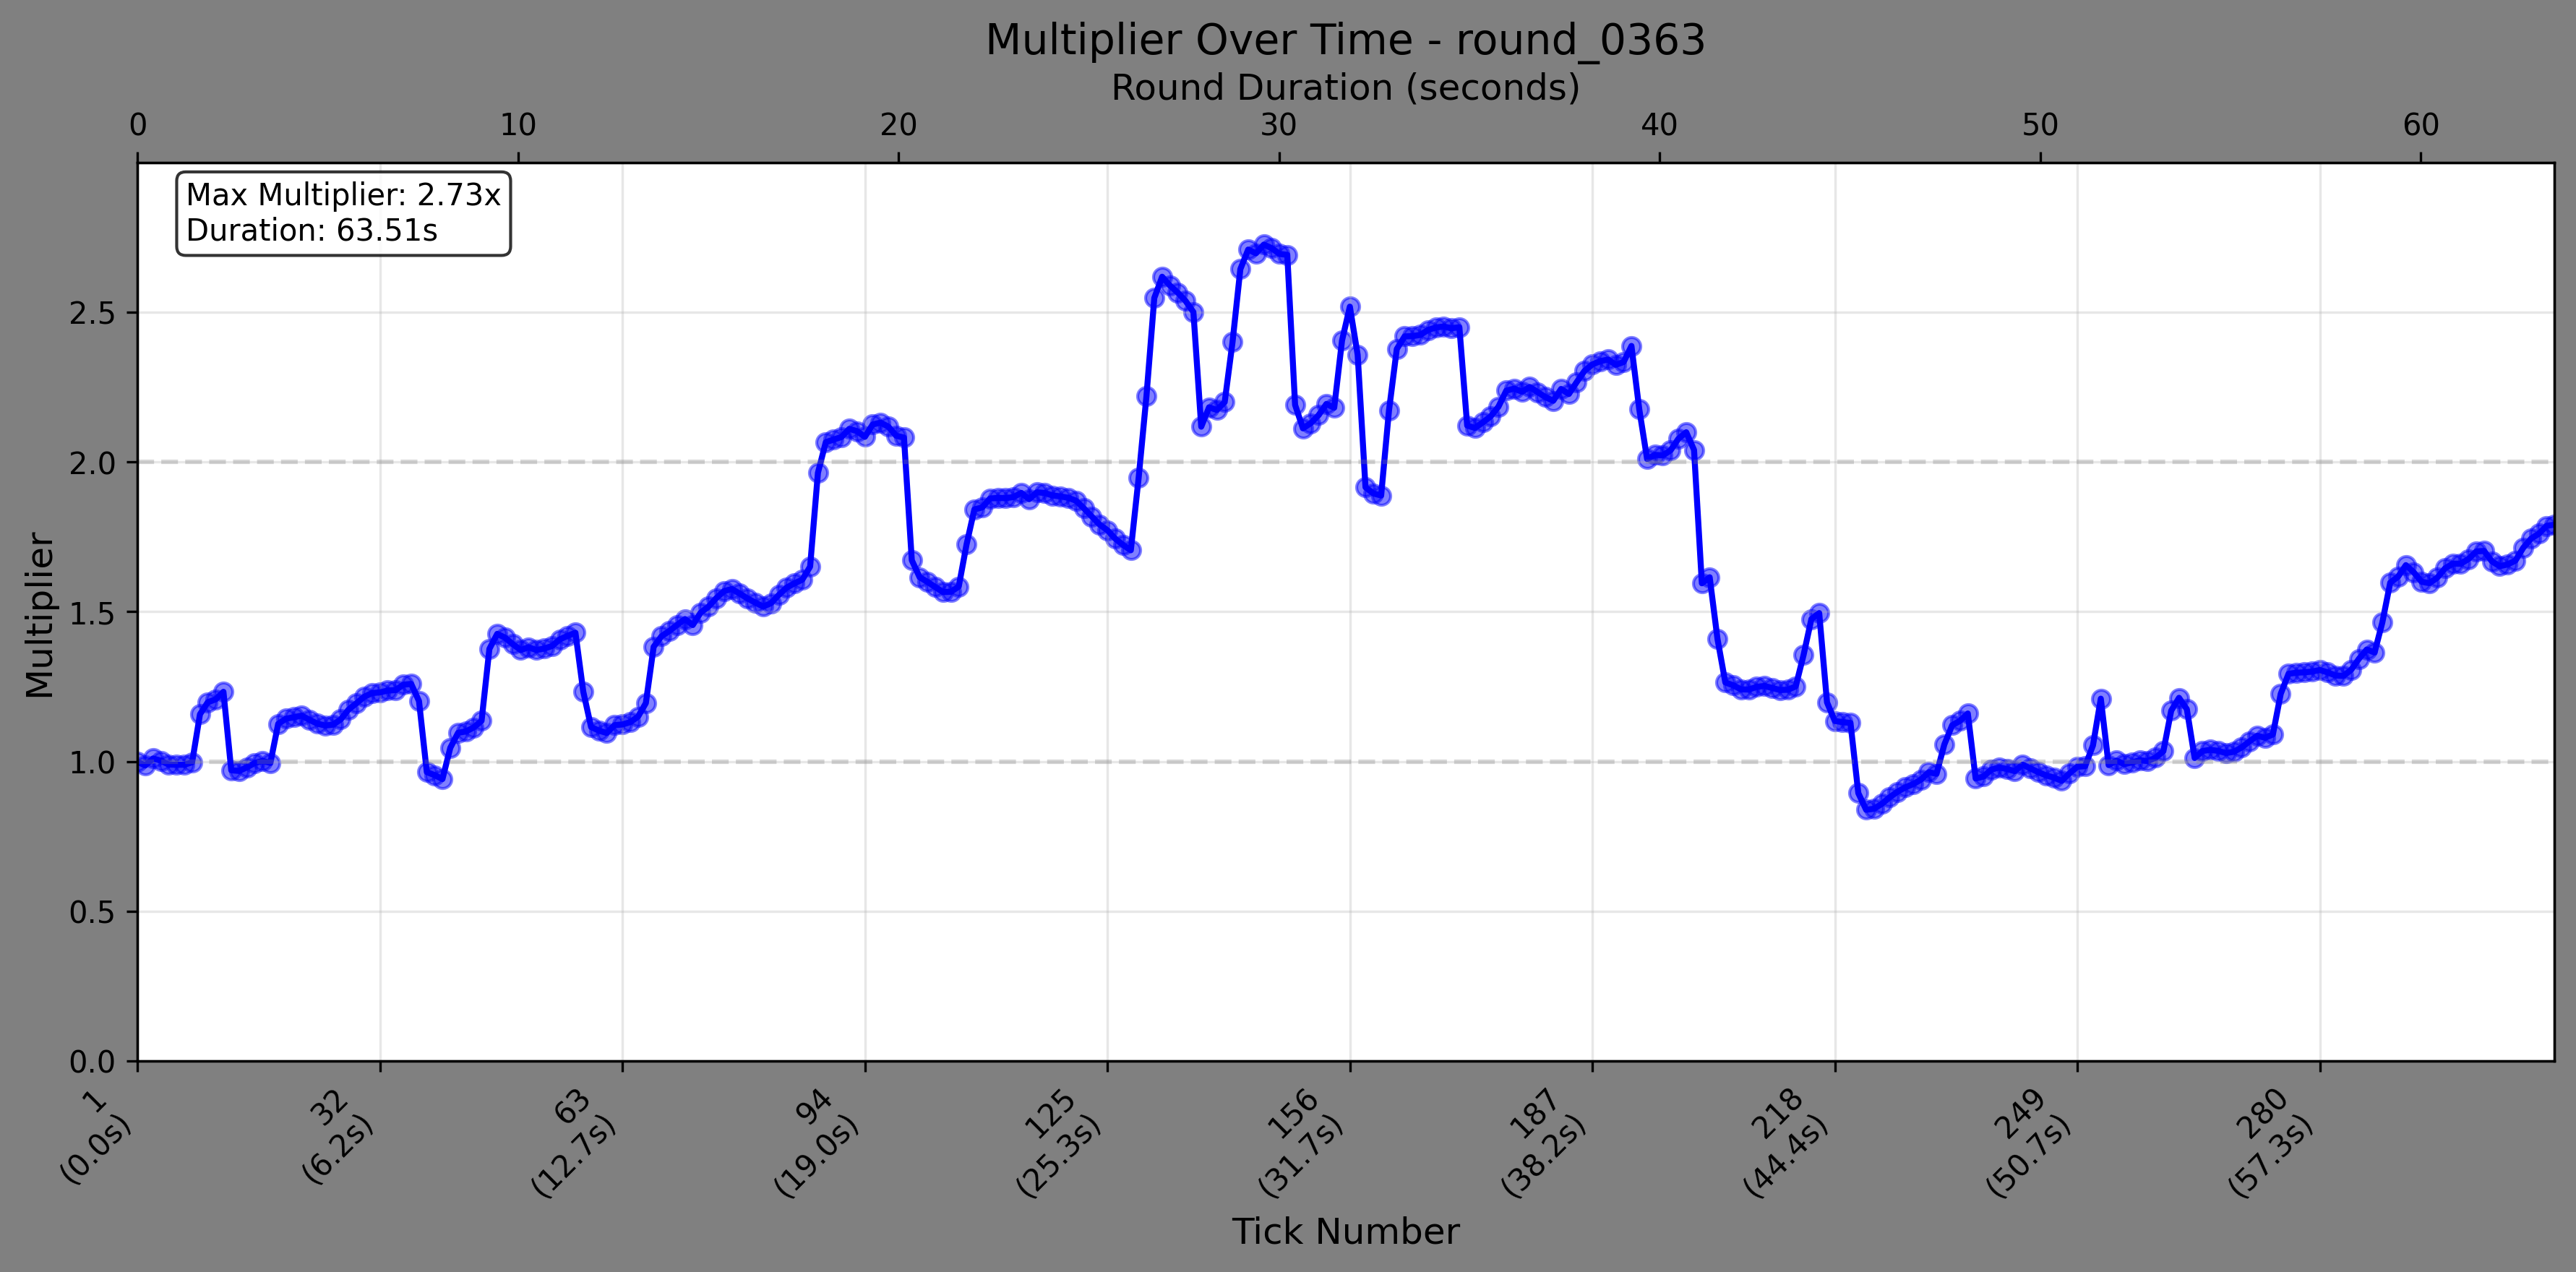 Multiplier Over Time - round_0363
Round Duration (seconds)
0 10 20 30 40 50 60
Max Multiplier: 2.73x
Duration: 63.51s
Multiplier
2.5
2.0
1.5
1.0
0.5
0.0
1
(0.0s)
32
(6.2s)
63
(12.7s)
94
(19.0s)
125
(25.3s)
156
(31.7s)
187
(38.2s)
218
(44.4s)
249
(50.7s)
280
(57.3s)
Tick Number